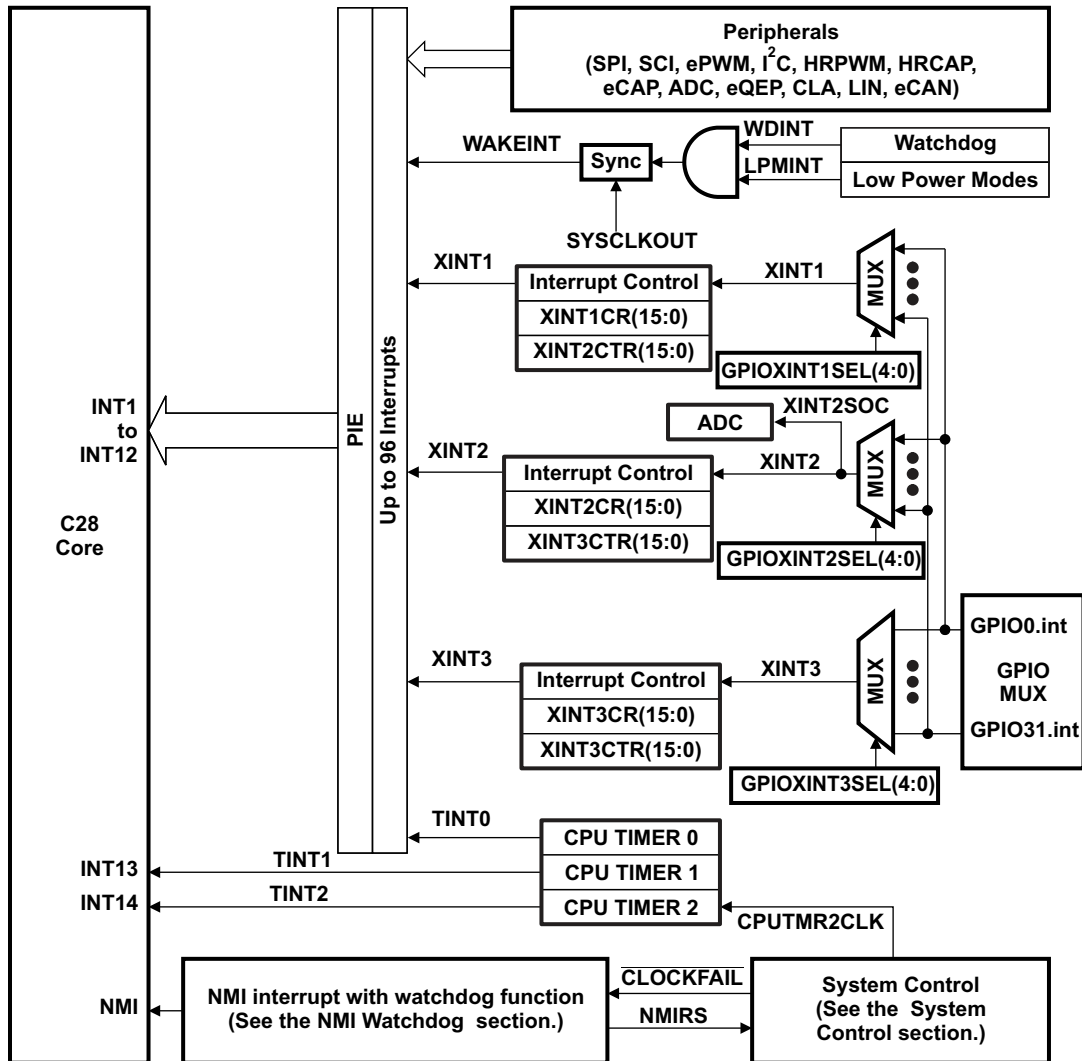 Peripherals
(SPI, SCI, ePWM, I2C, HRPWM, HRCAP,
eCAP, ADC, eQEP, CLA, LIN, eCAN)
WDINT
WAKEINT
Sync
Watchdog
LPMINT
Low Power Modes
SYSCLKOUT
XINT1
Interrupt Control
XINT1CR(15:0)
XINT2CTR(15:0)
XINT1
MUX
GPIOXINT1SEL(4:0)
INT1
to
INT12
PIE
Up to 96 Interrupts
XINT2SOC
ADC
XINT2
Interrupt Control
XINT2CR(15:0)
XINT3CTR(15:0)
XINT2
MUX
GPIOXINT2SEL(4:0)
C28
Core
GPIO0.int
GPIO
MUX
GPIO31.int
XINT3
Interrupt Control
XINT3CR(15:0)
XINT3CTR(15:0)
XINT3
MUX
GPIOXINT3SEL(4:0)
TINT0
CPU TIMER 0
INT13
TINT1
CPU TIMER 1
INT14
TINT2
CPU TIMER 2
CPUTMR2CLK
NMI
NMI interrupt with watchdog function
(See the NMI Watchdog section.)
CLOCKFAIL
NMIRS
System Control
(See the System
Control section.)